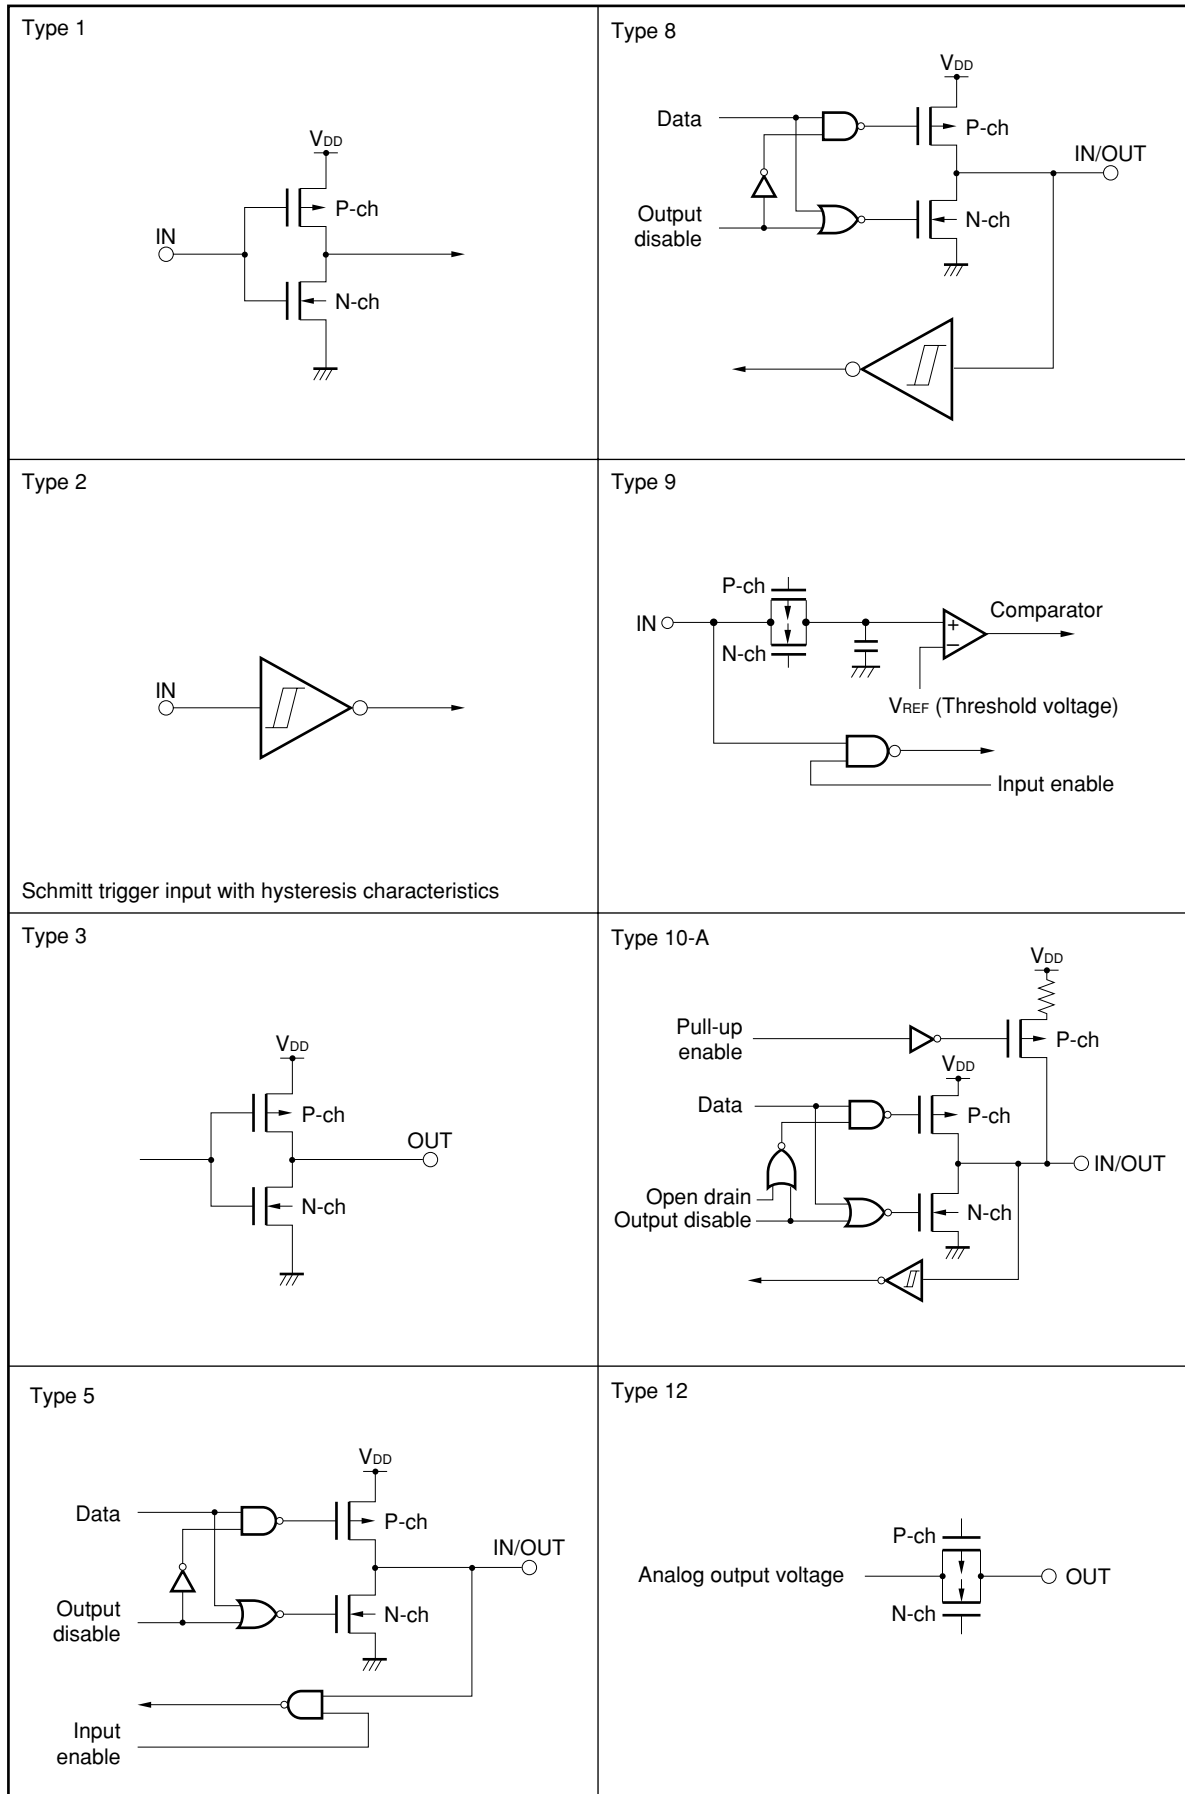 Type 1
VDD
P-ch
IN
N-ch
Type 8
VDD
Data
P-ch
IN/OUT
Output
disable
N-ch
Type 2
IN
Schmitt trigger input with hysteresis characteristics
Type 9
P-ch
IN
N-ch
Comparator
+
−
VREF (Threshold voltage)
Input enable
Type 3
VDD
P-ch
OUT
N-ch
Type 10-A
VDD
Pull-up
enable
P-ch
VDD
Data
P-ch
IN/OUT
Open drain
Output disable
N-ch
Type 5
VDD
Data
P-ch
IN/OUT
Output
disable
N-ch
Input
enable
Type 12
P-ch
Analog output voltage
OUT
N-ch